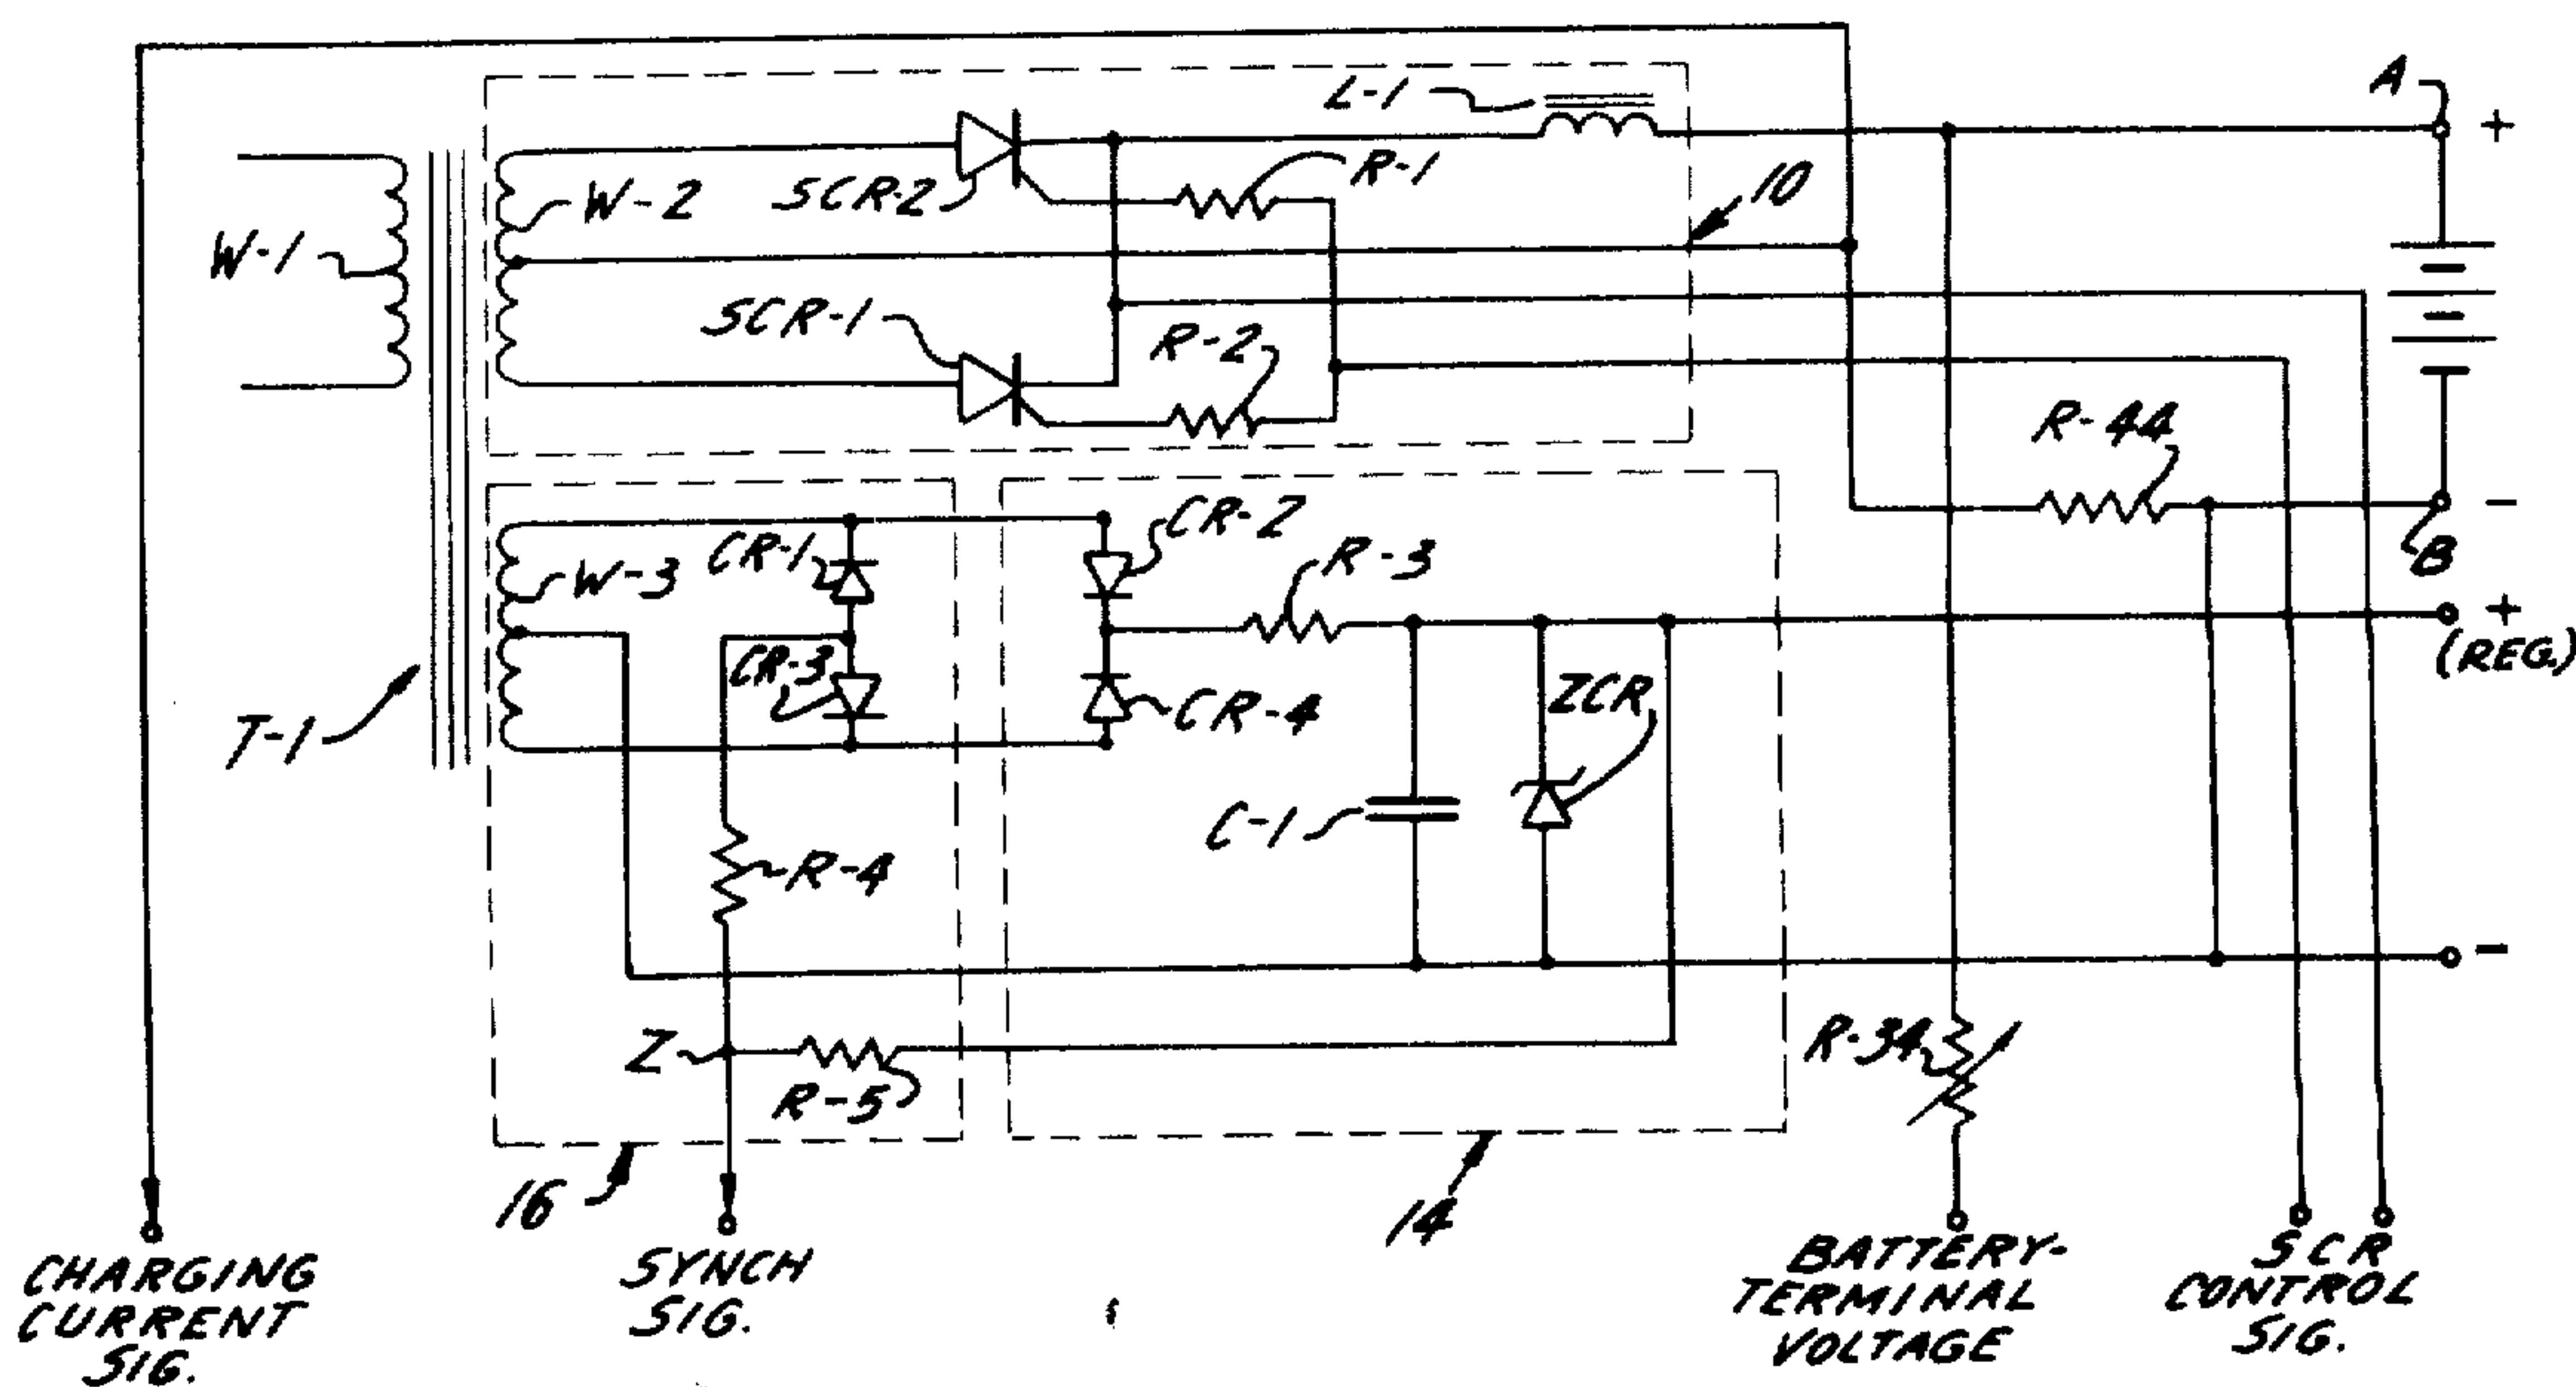 A
+
L-1
R-1
10
SCR-2
W-2
W-1
SCR-1
R-2
R-44
-
B
CR-2
CR-1
W-3
R-3
+
(REG.)
CR-3
ZCR
CR-4
T-1
C-1
R-4
-
Z
R-34
R-5
16
14
CHARGING
CURRENT
SIG.
SYNCH
SIG.
BATTERY-
TERMINAL
VOLTAGE
SCR
CONTROL
SIG.